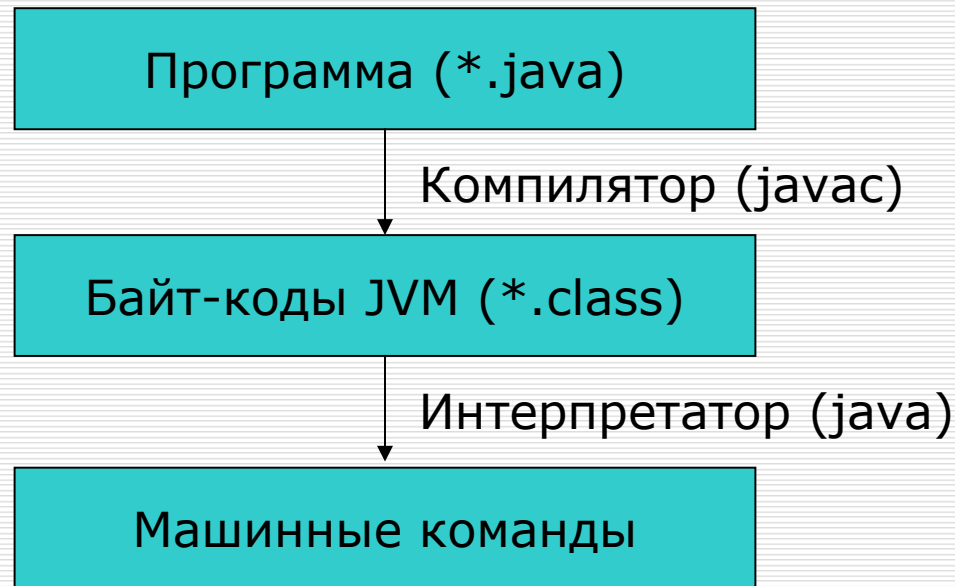 Программа (*.java)
Компилятор (javac)
Байт-коды JVM (*.class)
Интерпретатор (java)
Машинные команды